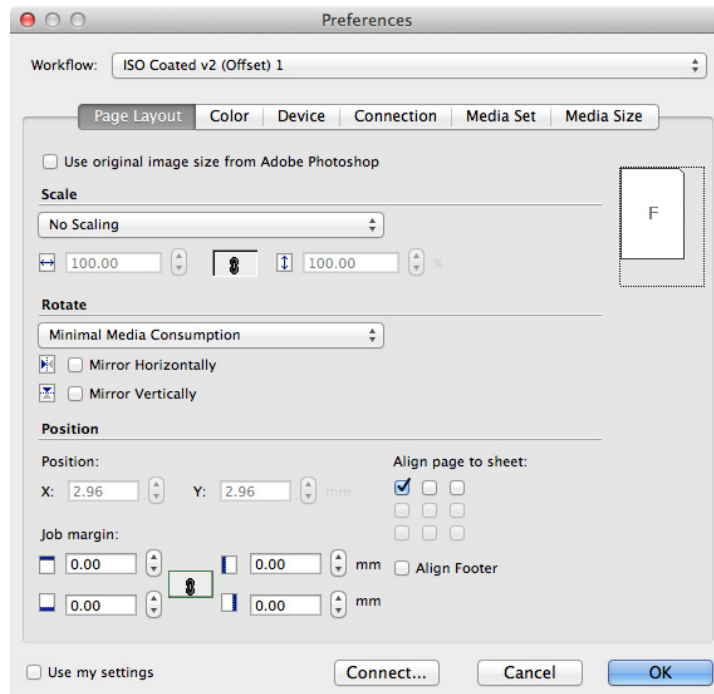 Preferences
Workflow: ISO Coated v2 (Offset) 1
Page Layout Color Device Connection Media Set Media Size
Use original image size from Adobe Photoshop
Scale
No Scaling
F
100.00 100.00 %
Rotate
Minimal Media Consumption
Mirror Horizontally
Mirror Vertically
Position
Position: Align page to sheet:
X: 2.96 Y: 2.96 mm
Job margin:
0.00 0.00 mm Align Footer
0.00 0.00 mm
Use my settings Connect... Cancel OK